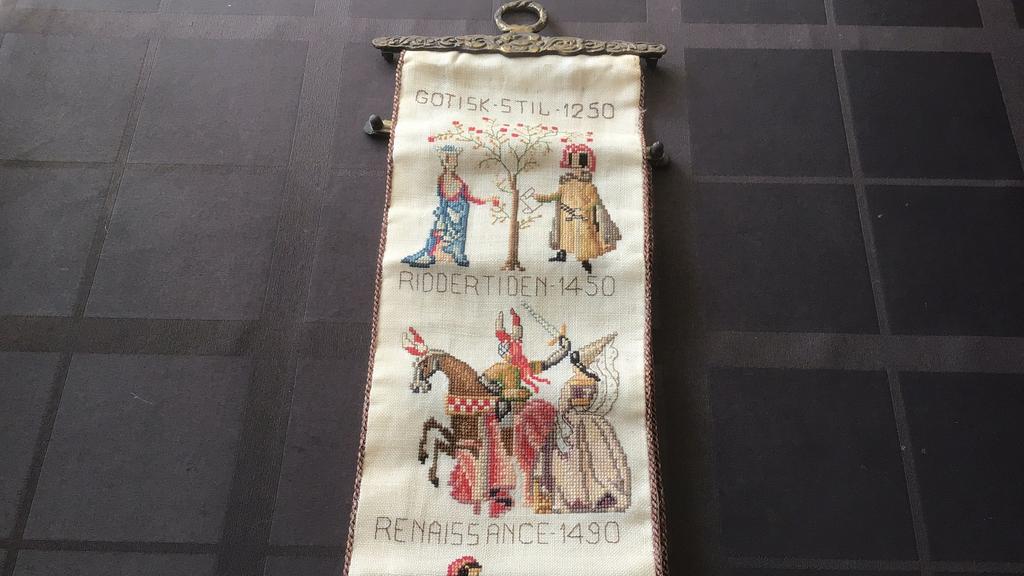 GOTISK-STIL-1250
RIDDERTIDEN-1450
RENAISSANCE-1490